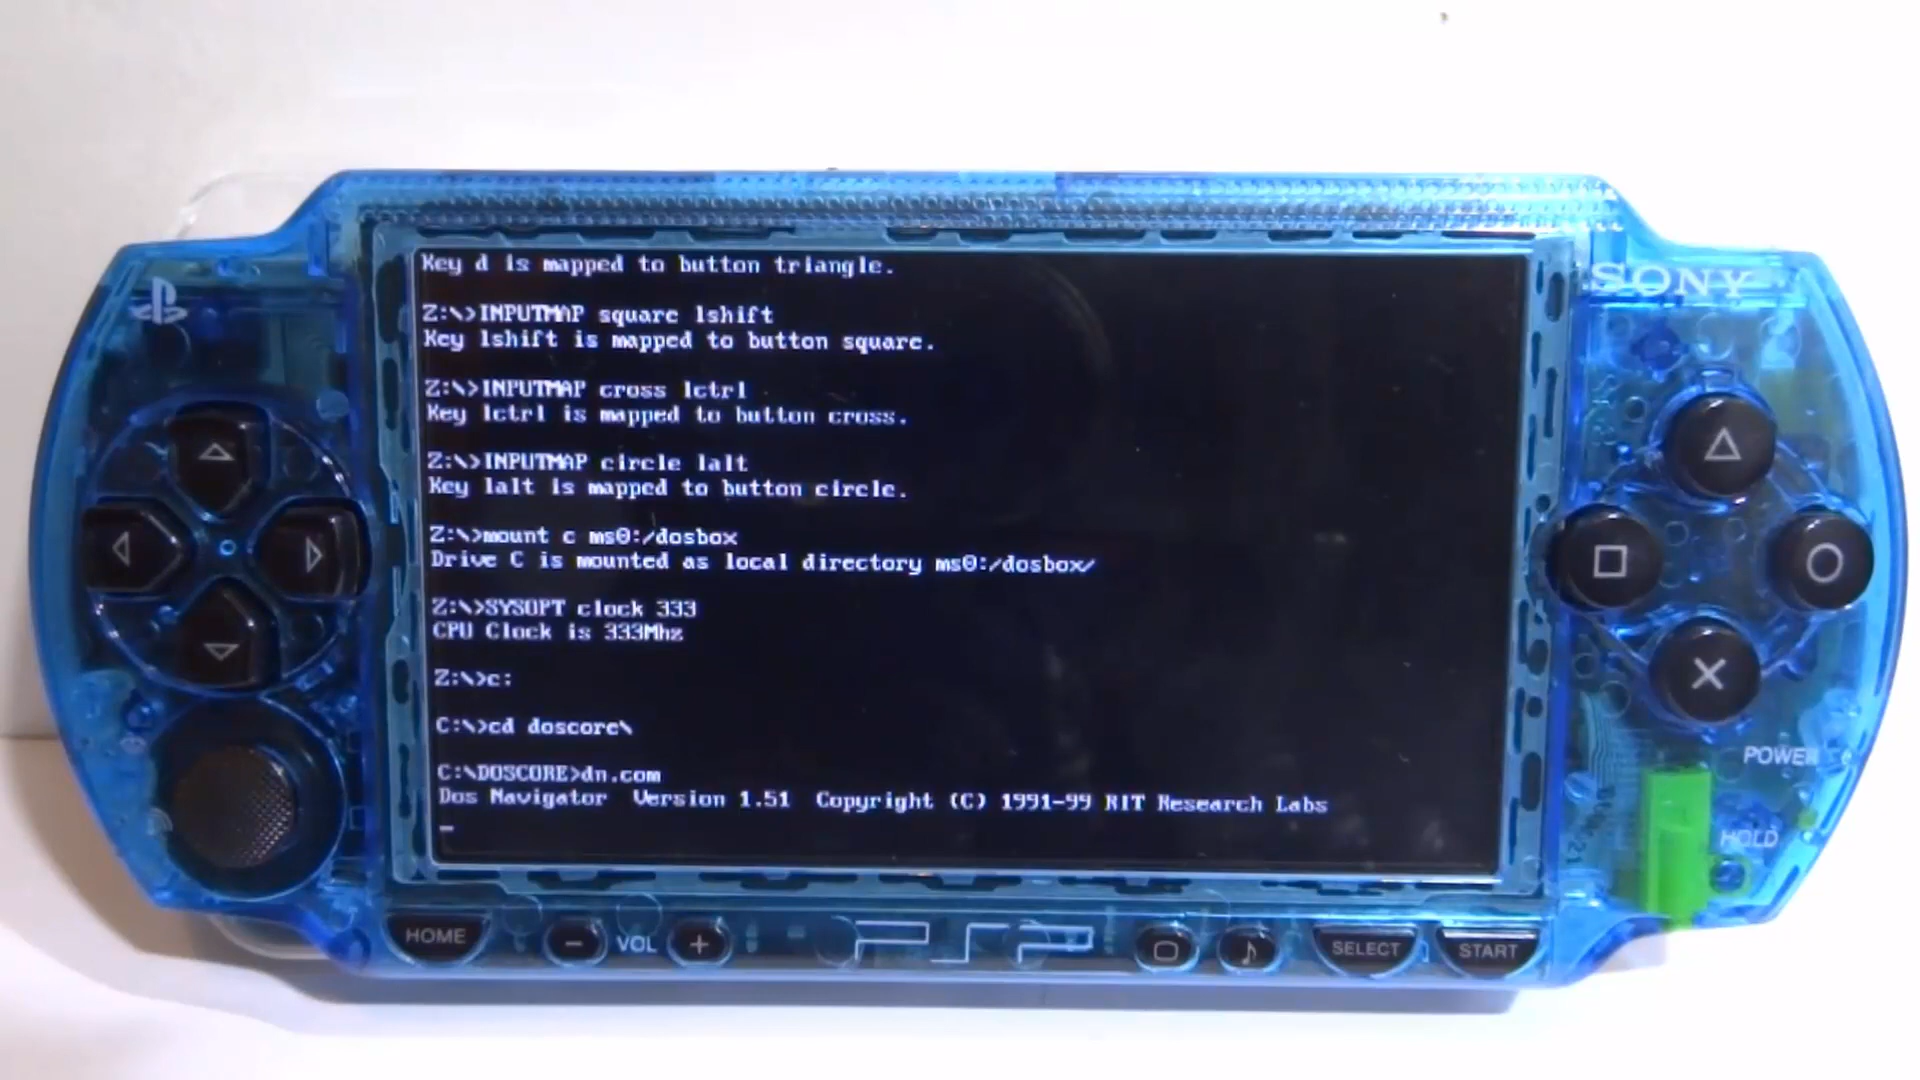 Key d is mapped to button triangle.
Z:\>INPUTMAP square lshift
Key lshift is mapped to button square.
Z:\>INPUTMAP cross lctrl
Key lctrl is mapped to button cross.
Z:\>INPUTMAP circle lalt
Key lalt is mapped to button circle.
Z:\>mount c ms0:/dosbox
Drive C is mounted as local directory ms0:/dosbox/
Z:\>SYSOPT clock 333
CPU Clock is 333Mhz
Z:\>c:
C:\>cd doscore\
C:\DOSCORE>dn.com
Dos Navigator  Version 1.51  Copyright (C) 1991-99 RIT Research Labs
SONY
POWER
HOLD
HOME
VOL
PSP
SELECT
START